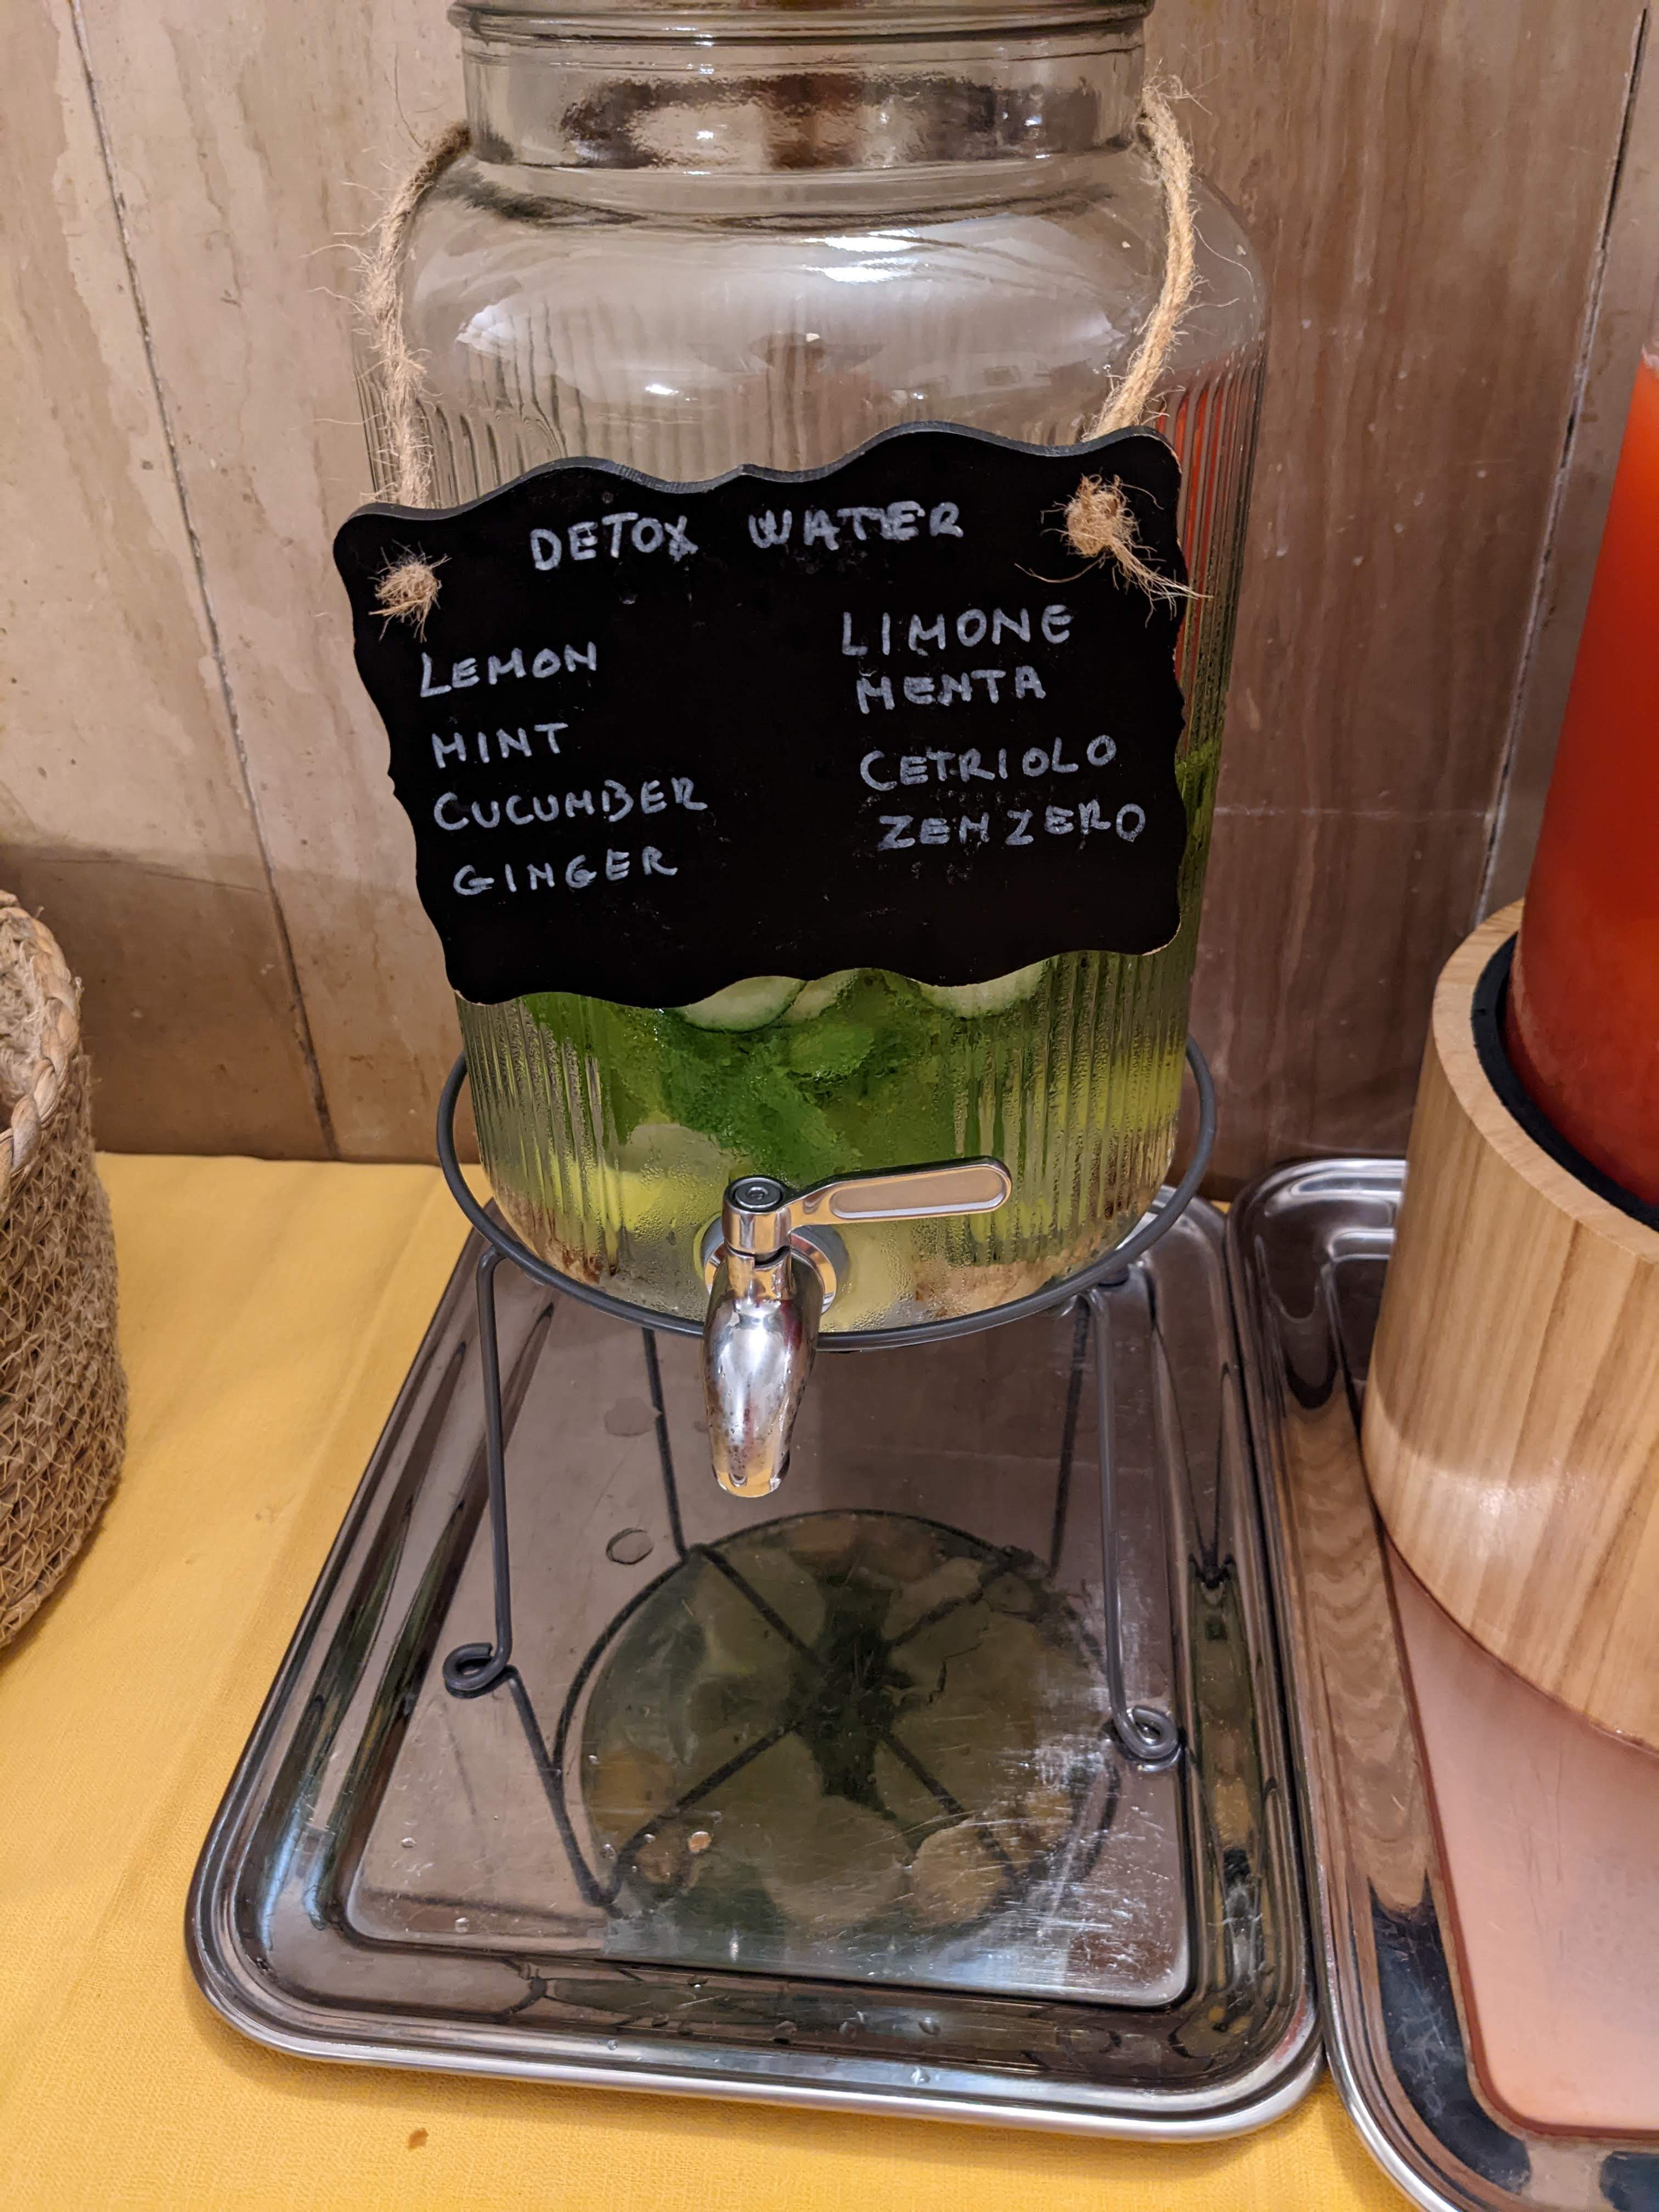 DETOX WATER
LEMON
MINT
CUCUMBER
GINGER
LIMONE
MENTA
CETRIOLO
ZENZERO